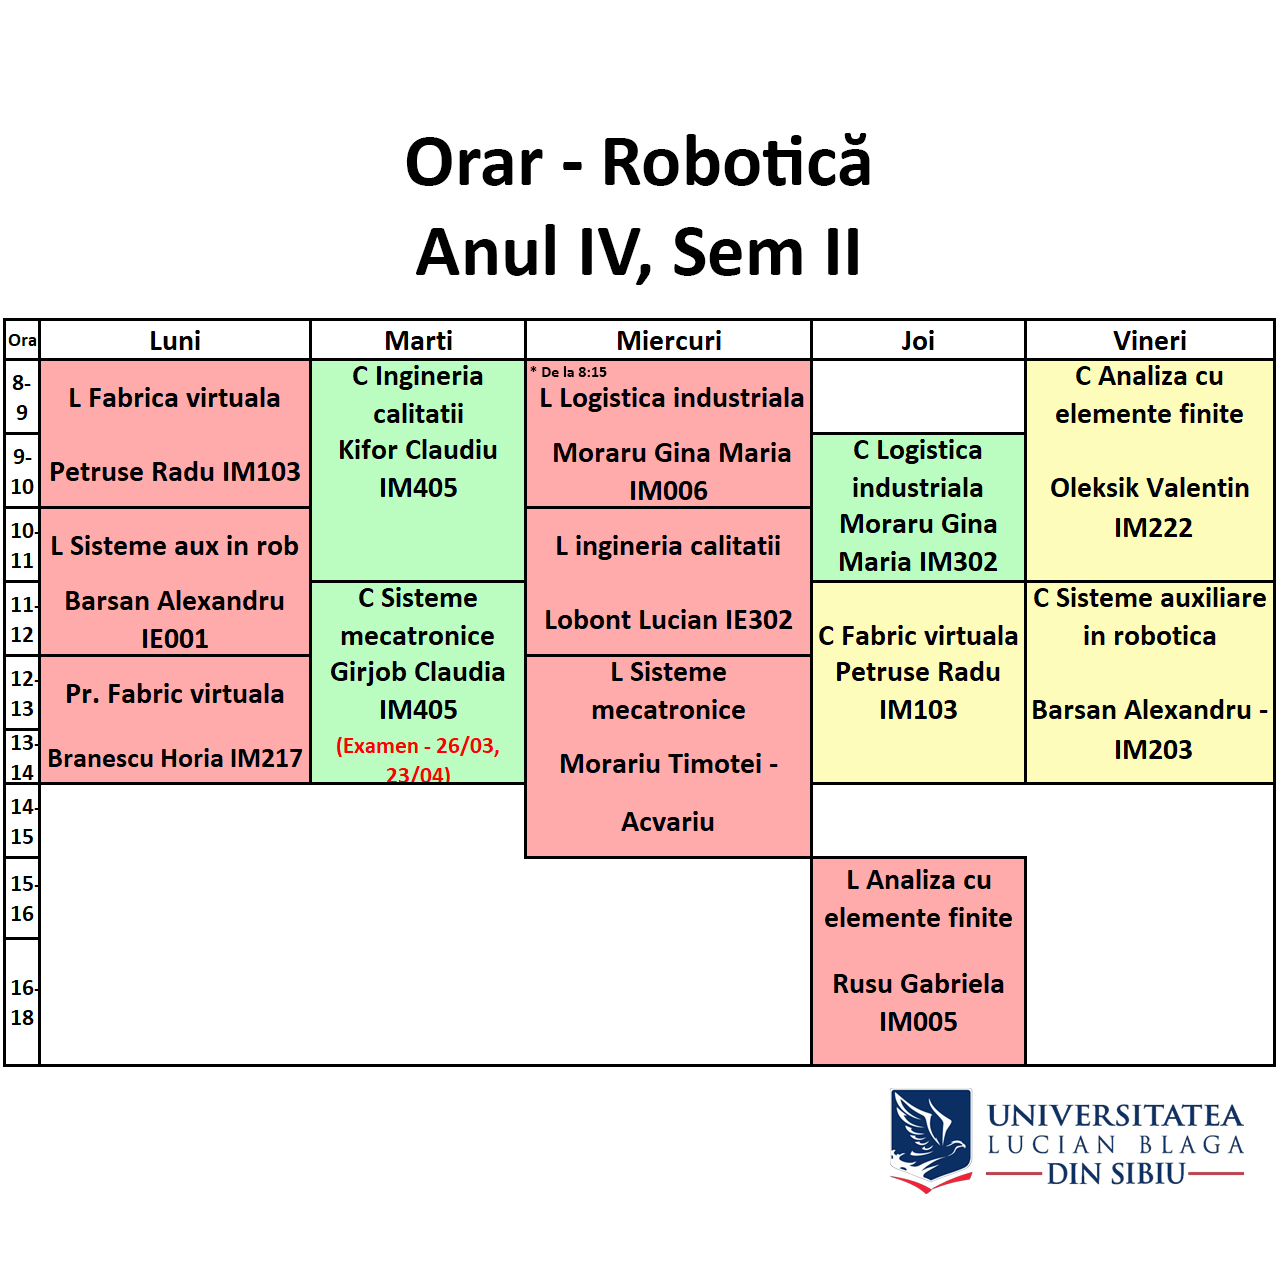 Orar - Robotică
Anul IV, Sem II
Ora
Luni
Marti
Miercuri
Joi
Vineri
8-
9
9-
10
10-
11
11-
12
12-
13
13-
14
14-
15
15-
16
16-
18
L Fabrica virtuala
Petruse Radu IM103
L Sisteme aux in rob
Barsan Alexandru
IE001
Pr. Fabric virtuala
Branescu Horia IM217
C Ingineria
calitatii
Kifor Claudiu
IM405
C Sisteme
mecatronice
Girjob Claudia
IM405
(Examen - 26/03,
23/04)
* De la 8:15
L Logistica industriala
Moraru Gina Maria
IM006
L ingineria calitatii
Lobont Lucian IE302
L Sisteme
mecatronice
Morariu Timotei -
Acvariu
C Logistica
industriala
Moraru Gina
Maria IM302
C Fabric virtuala
Petruse Radu
IM103
L Analiza cu
elemente finite
Rusu Gabriela
IM005
C Analiza cu
elemente finite
Oleksik Valentin
IM222
C Sisteme auxiliare
in robotica
Barsan Alexandru -
IM203
UNIVERSITATEA
LUCIAN BLAGA
DIN SIBIU